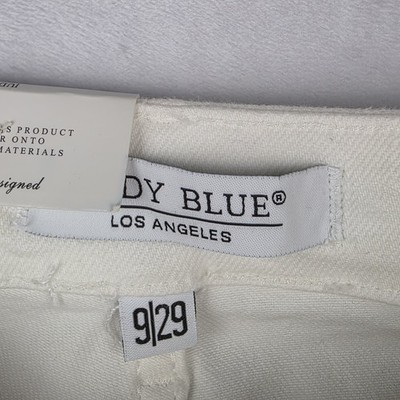 S PRODUCT
R ONTO
MATERIALS
signed
DY BLUE®
LOS ANGELES
9|29